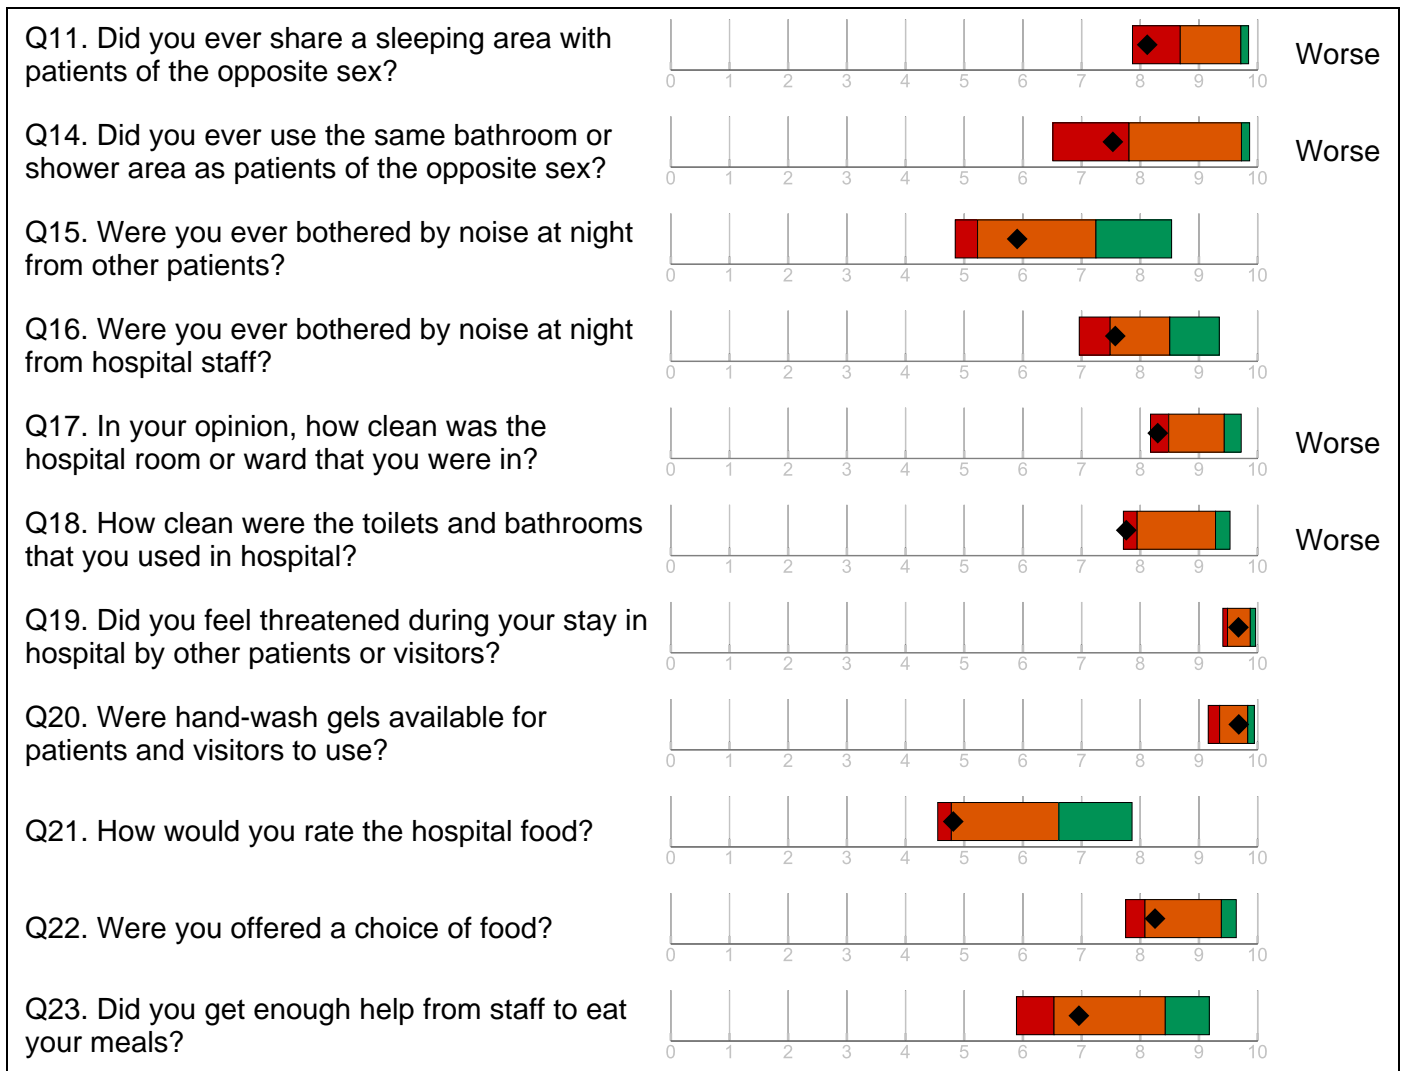 Q11. Did you ever share a sleeping area with
patients of the opposite sex?
Worse
0 1 2 3 4 5 6 7 8 9 10
Q14. Did you ever use the same bathroom or
shower area as patients of the opposite sex?
Worse
0 1 2 3 4 5 6 7 8 9 10
Q15. Were you ever bothered by noise at night
from other patients?
0 1 2 3 4 5 6 7 8 9 10
Q16. Were you ever bothered by noise at night
from hospital staff?
0 1 2 3 4 5 6 7 8 9 10
Q17. In your opinion, how clean was the
hospital room or ward that you were in?
Worse
0 1 2 3 4 5 6 7 8 9 10
Q18. How clean were the toilets and bathrooms
that you used in hospital?
Worse
0 1 2 3 4 5 6 7 8 9 10
Q19. Did you feel threatened during your stay in
hospital by other patients or visitors?
0 1 2 3 4 5 6 7 8 9 10
Q20. Were hand-wash gels available for
patients and visitors to use?
0 1 2 3 4 5 6 7 8 9 10
Q21. How would you rate the hospital food?
0 1 2 3 4 5 6 7 8 9 10
Q22. Were you offered a choice of food?
0 1 2 3 4 5 6 7 8 9 10
Q23. Did you get enough help from staff to eat
your meals?
0 1 2 3 4 5 6 7 8 9 10